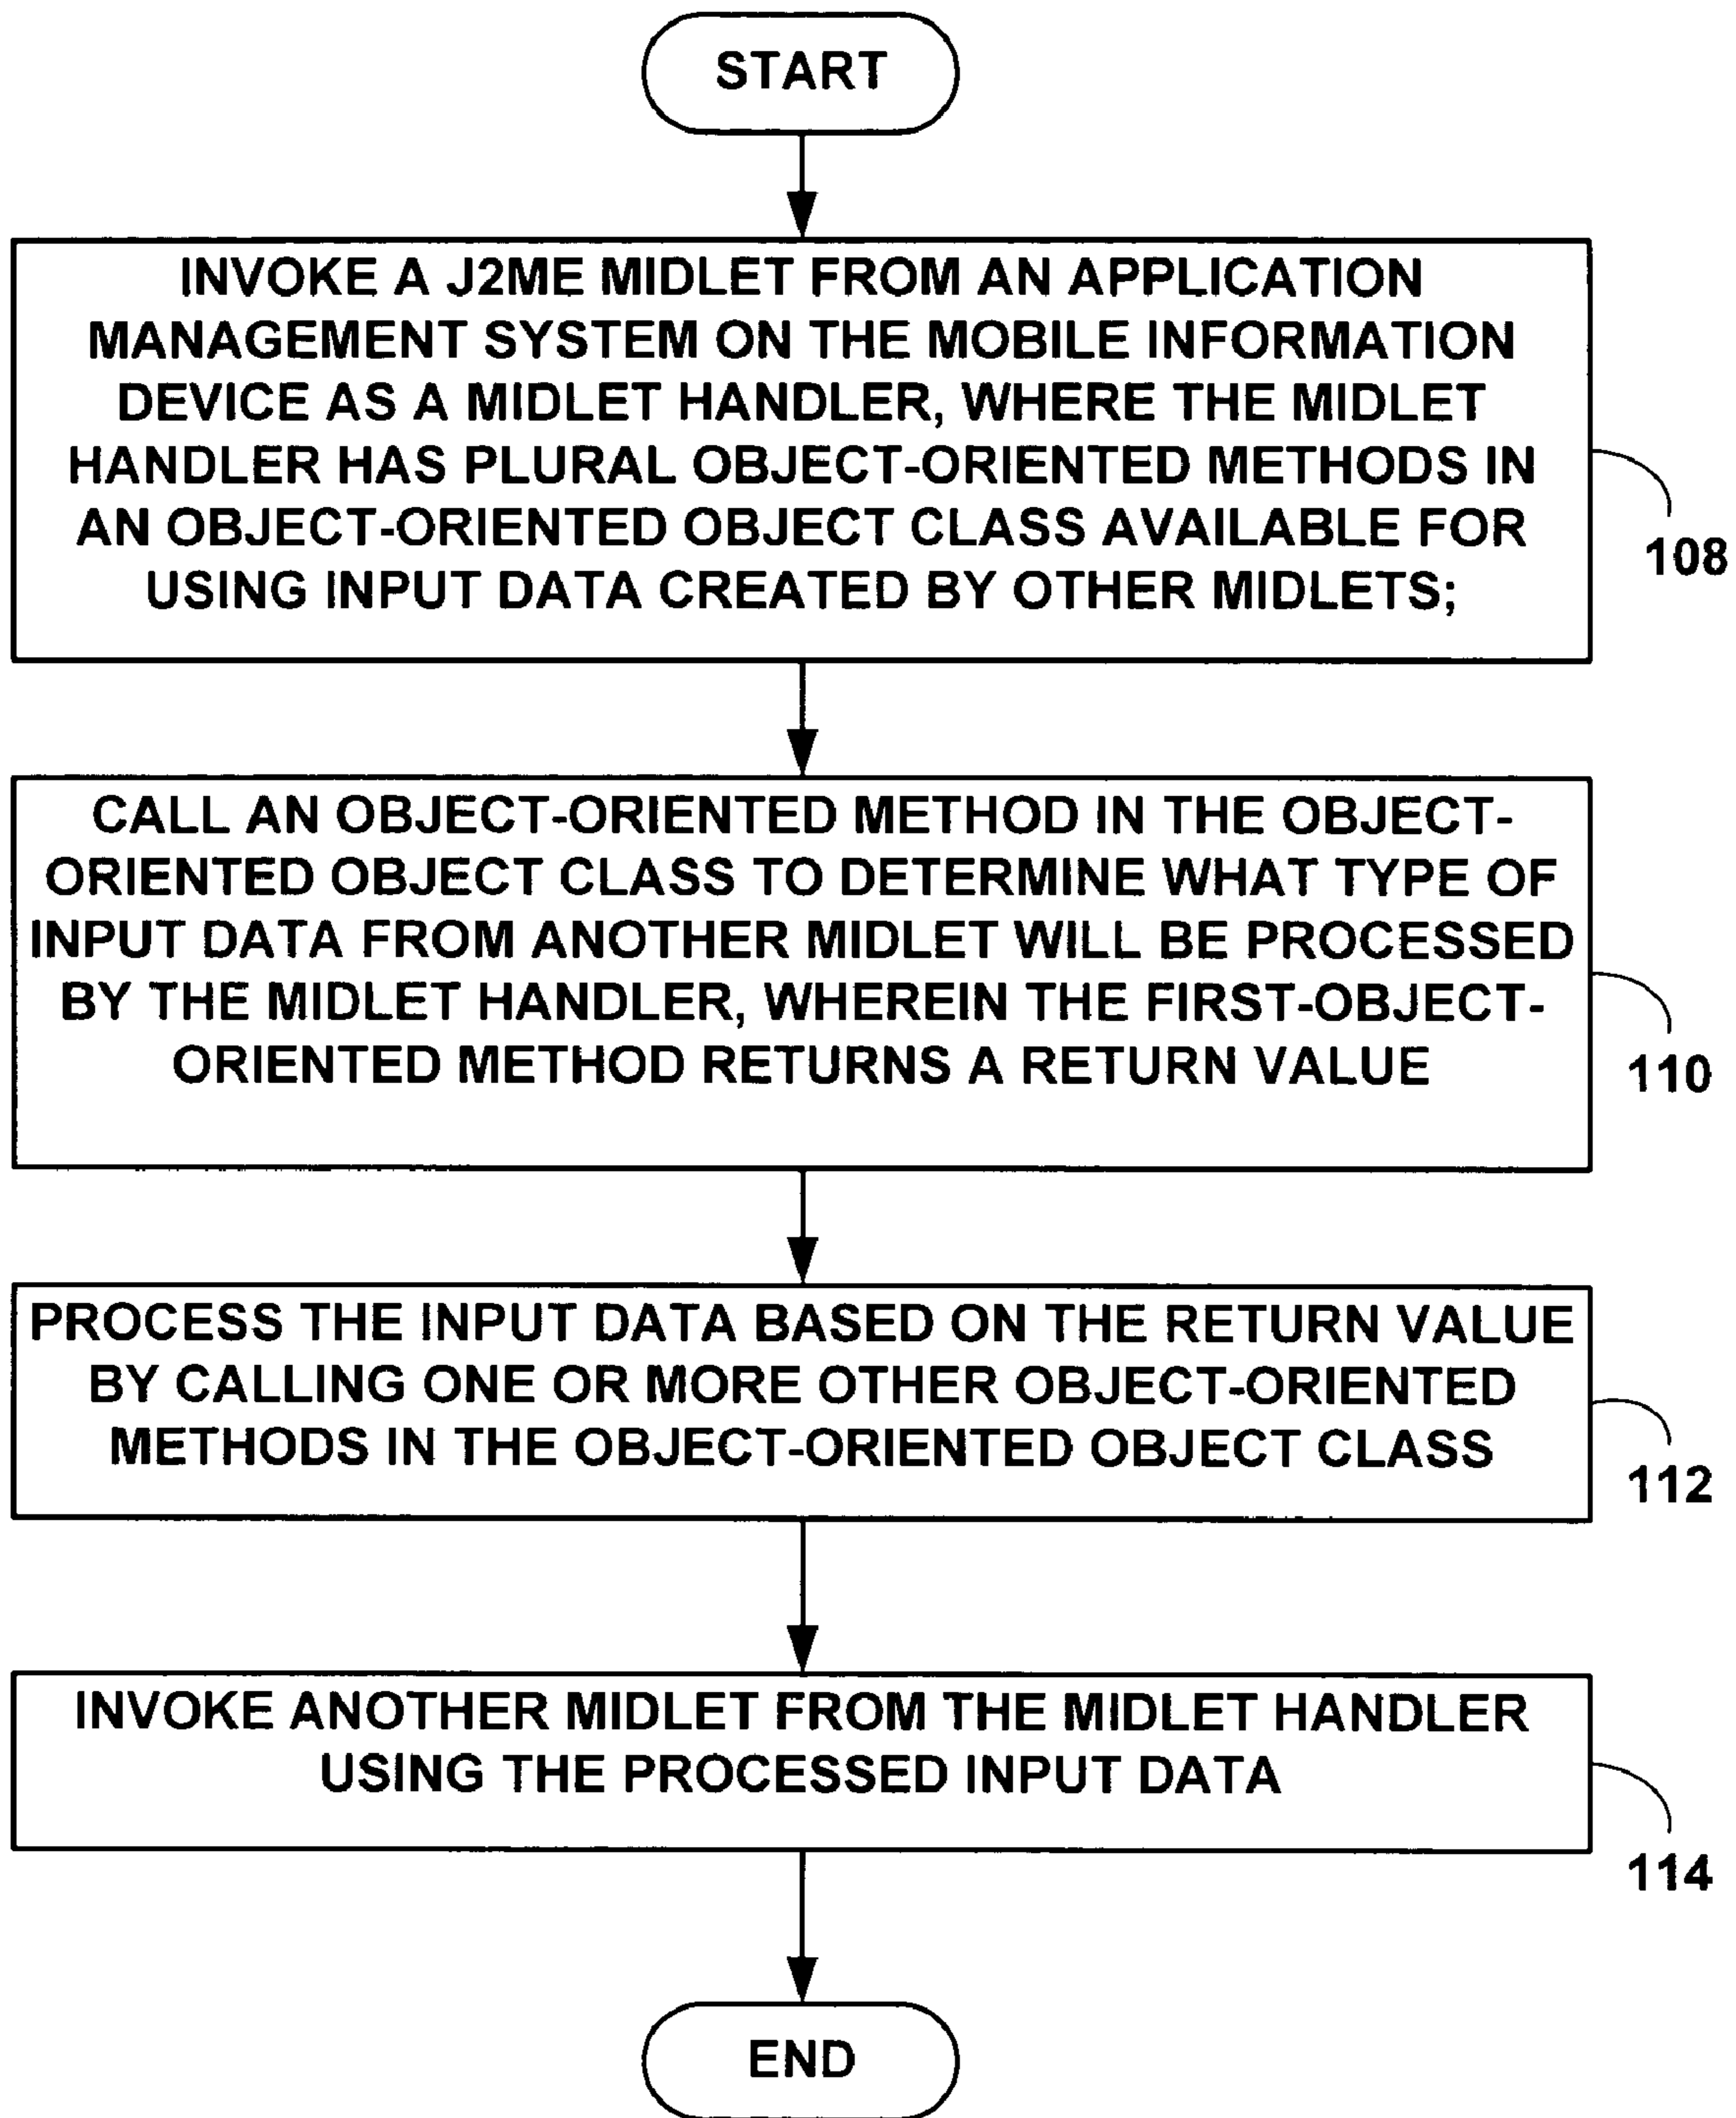 START
INVOKE A J2ME MIDLET FROM AN APPLICATION
MANAGEMENT SYSTEM ON THE MOBILE INFORMATION
DEVICE AS A MIDLET HANDLER, WHERE THE MIDLET
HANDLER HAS PLURAL OBJECT-ORIENTED METHODS IN
AN OBJECT-ORIENTED OBJECT CLASS AVAILABLE FOR
USING INPUT DATA CREATED BY OTHER MIDLETS;
108
CALL AN OBJECT-ORIENTED METHOD IN THE OBJECT-
ORIENTED OBJECT CLASS TO DETERMINE WHAT TYPE OF
INPUT DATA FROM ANOTHER MIDLET WILL BE PROCESSED
BY THE MIDLET HANDLER, WHEREIN THE FIRST-OBJECT-
ORIENTED METHOD RETURNS A RETURN VALUE
110
PROCESS THE INPUT DATA BASED ON THE RETURN VALUE
BY CALLING ONE OR MORE OTHER OBJECT-ORIENTED
METHODS IN THE OBJECT-ORIENTED OBJECT CLASS
112
INVOKE ANOTHER MIDLET FROM THE MIDLET HANDLER
USING THE PROCESSED INPUT DATA
114
END